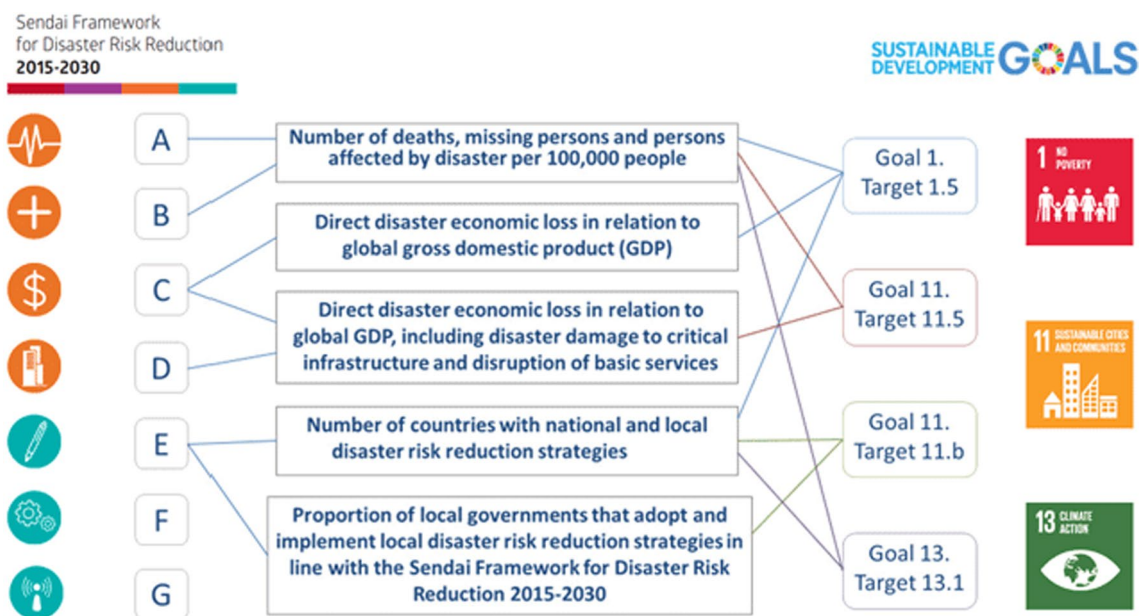 Sendai Framework
for Disaster Risk Reduction
2015-2030
SUSTAINABLE
DEVELOPMENT
GOALS
A
B
C
D
E
F
G
Number of deaths, missing persons and persons
affected by disaster per 100,000 people
Direct disaster economic loss in relation to
global gross domestic product (GDP)
Direct disaster economic loss in relation to
global GDP, including disaster damage to critical
infrastructure and disruption of basic services
Number of countries with national and local
disaster risk reduction strategies
Proportion of local governments that adopt and
implement local disaster risk reduction strategies in
line with the Sendai Framework for Disaster Risk
Reduction 2015-2030
Goal 1.
Target 1.5
Goal 11.
Target 11.5
Goal 11.
Target 11.b
Goal 13.
Target 13.1
1 NO
POVERTY
11 SUSTAINABLE CITIES
AND COMMUNITIES
13 CLIMATE
ACTION
$